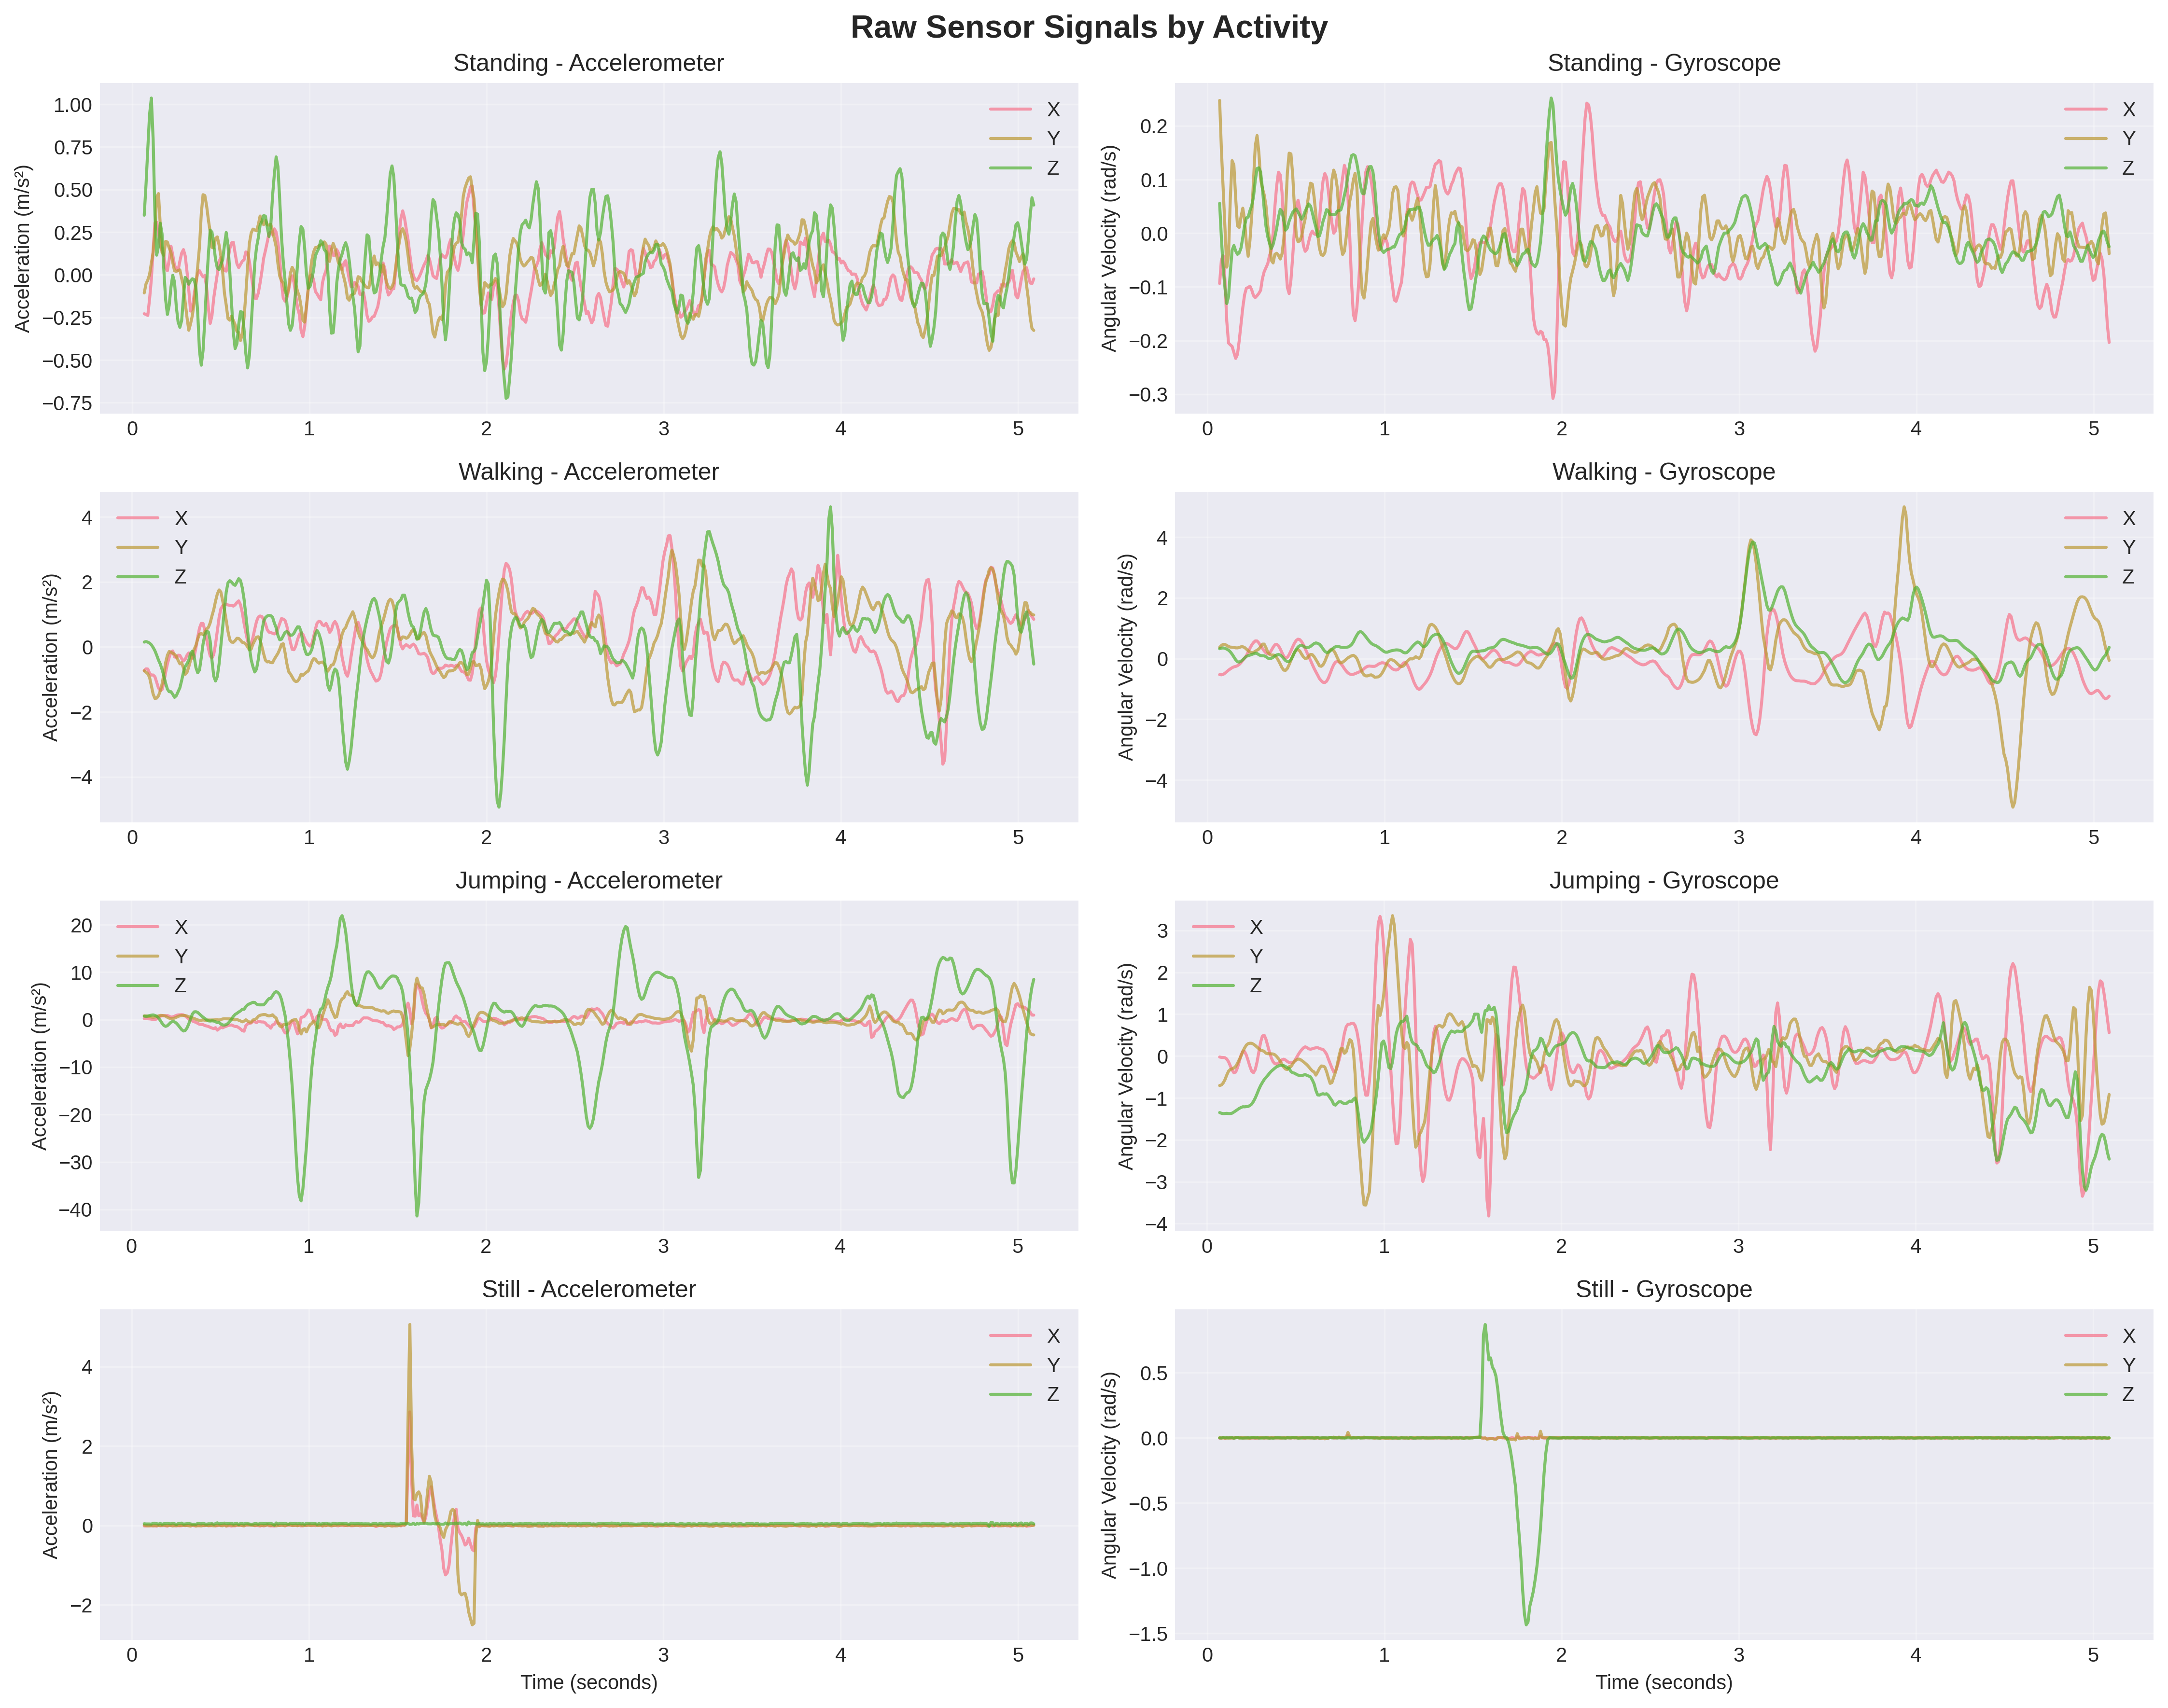 Raw Sensor Signals by Activity
Standing - Accelerometer
Acceleration (m/s²)
1.00
0.75
0.50
0.25
0.00
−0.25
−0.50
−0.75
X
Y
Z
0 1 2 3 4 5
Standing - Gyroscope
Angular Velocity (rad/s)
0.2
0.1
0.0
−0.1
−0.2
−0.3
X
Y
Z
0 1 2 3 4 5
Walking - Accelerometer
Acceleration (m/s²)
4
2
0
−2
−4
X
Y
Z
0 1 2 3 4 5
Walking - Gyroscope
Angular Velocity (rad/s)
4
2
0
−2
−4
X
Y
Z
0 1 2 3 4 5
Jumping - Accelerometer
Acceleration (m/s²)
20
10
0
−10
−20
−30
−40
X
Y
Z
0 1 2 3 4 5
Jumping - Gyroscope
Angular Velocity (rad/s)
3
2
1
0
−1
−2
−3
−4
X
Y
Z
0 1 2 3 4 5
Still - Accelerometer
Acceleration (m/s²)
4
2
0
−2
X
Y
Z
0 1 2 3 4 5
Time (seconds)
Still - Gyroscope
Angular Velocity (rad/s)
0.5
0.0
−0.5
−1.0
−1.5
X
Y
Z
0 1 2 3 4 5
Time (seconds)